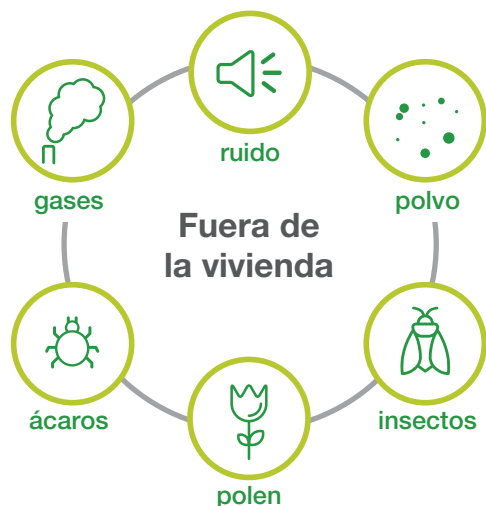 ruido
gases
polvo
Fuera de
la vivienda
ácaros
insectos
polen